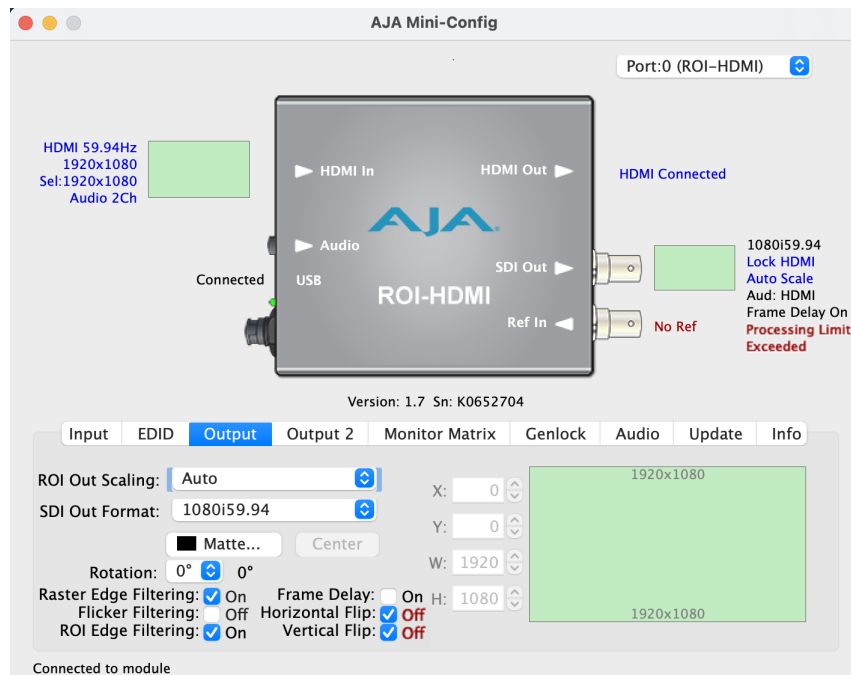 AJA Mini-Config
Port:0 (ROI-HDMI)
HDMI 59.94Hz
1920x1080
Sel:1920x1080
Audio 2Ch
HDMI In
HDMI Out
HDMI Connected
AJA
Audio
Connected
USB
SDI Out
ROI-HDMI
Ref In
1080i59.94
Lock HDMI
Auto Scale
Aud: HDMI
Frame Delay On
Processing Limit
Exceeded
No Ref
Version: 1.7 Sn: K0652704
Input EDID Output Output 2 Monitor Matrix Genlock Audio Update Info
ROI Out Scaling: Auto
SDI Out Format: 1080i59.94
Matte... Center
Rotation: 0° 0°
Raster Edge Filtering: On Frame Delay: On
Flicker Filtering: Off Horizontal Flip: Off
ROI Edge Filtering: On Vertical Flip: Off
X: 0
Y: 0
W: 1920
H: 1080
1920x1080
1920x1080
Connected to module